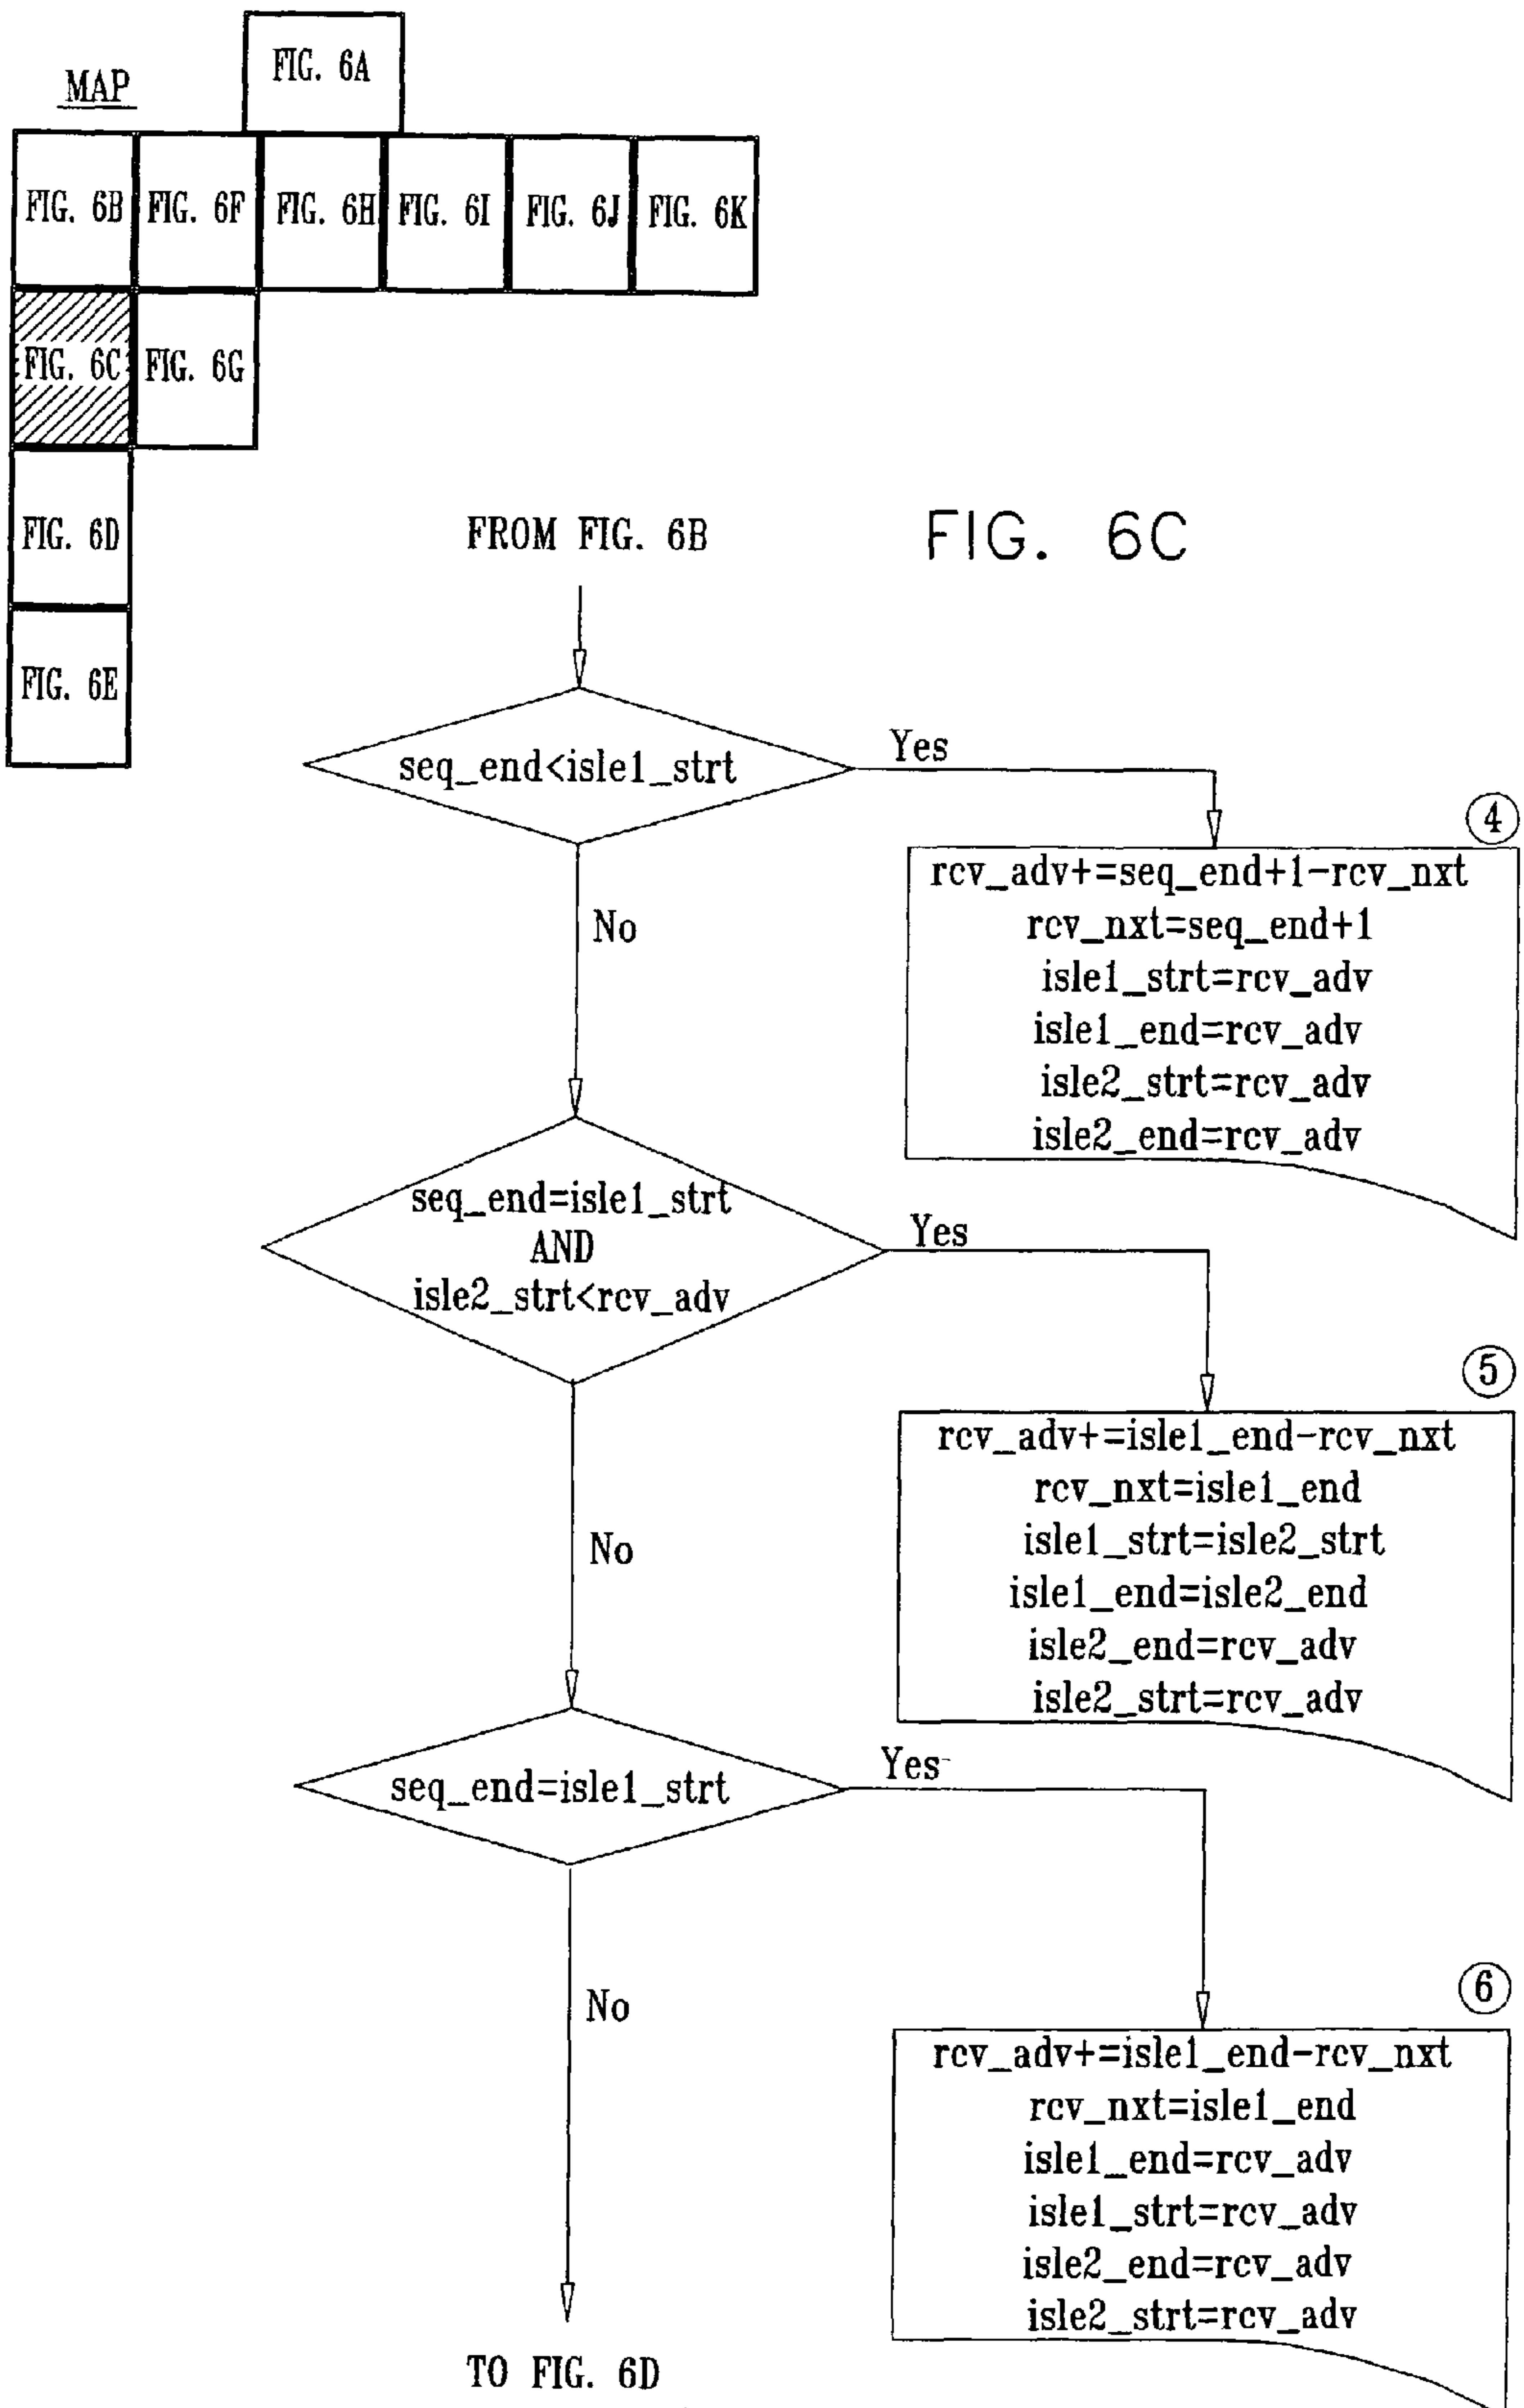 FIG. 6A
MAP
FIG. 6B FIG. 6F FIG. 6H FIG. 6I FIG. 6J FIG. 6K
FIG. 6C FIG. 6G
FIG. 6D
FIG. 6E
FROM FIG. 6B
FIG. 6C
seq_end<isle1_strt
Yes
4
rcv_adv+=seq_end+1-rcv_nxt
rcv_nxt=seq_end+1
isle1_strt=rcv_adv
isle1_end=rcv_adv
isle2_strt=rcv_adv
isle2_end=rcv_adv
No
seq_end=isle1_strt
AND
isle2_strt<rcv_adv
Yes
5
rcv_adv+=isle1_end-rcv_nxt
rcv_nxt=isle1_end
isle1_strt=isle2_strt
isle1_end=isle2_end
isle2_end=rcv_adv
isle2_strt=rcv_adv
No
seq_end=isle1_strt
Yes
6
rcv_adv+=isle1_end-rcv_nxt
rcv_nxt=isle1_end
isle1_end=rcv_adv
isle1_strt=rcv_adv
isle2_end=rcv_adv
isle2_strt=rcv_adv
No
TO FIG. 6D